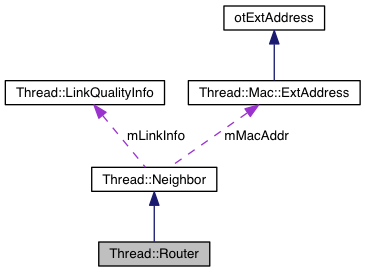 otExtAddress
Thread::LinkQualityInfo
Thread::Mac::ExtAddress
mLinkInfo
mMacAddr
Thread::Neighbor
Thread::Router